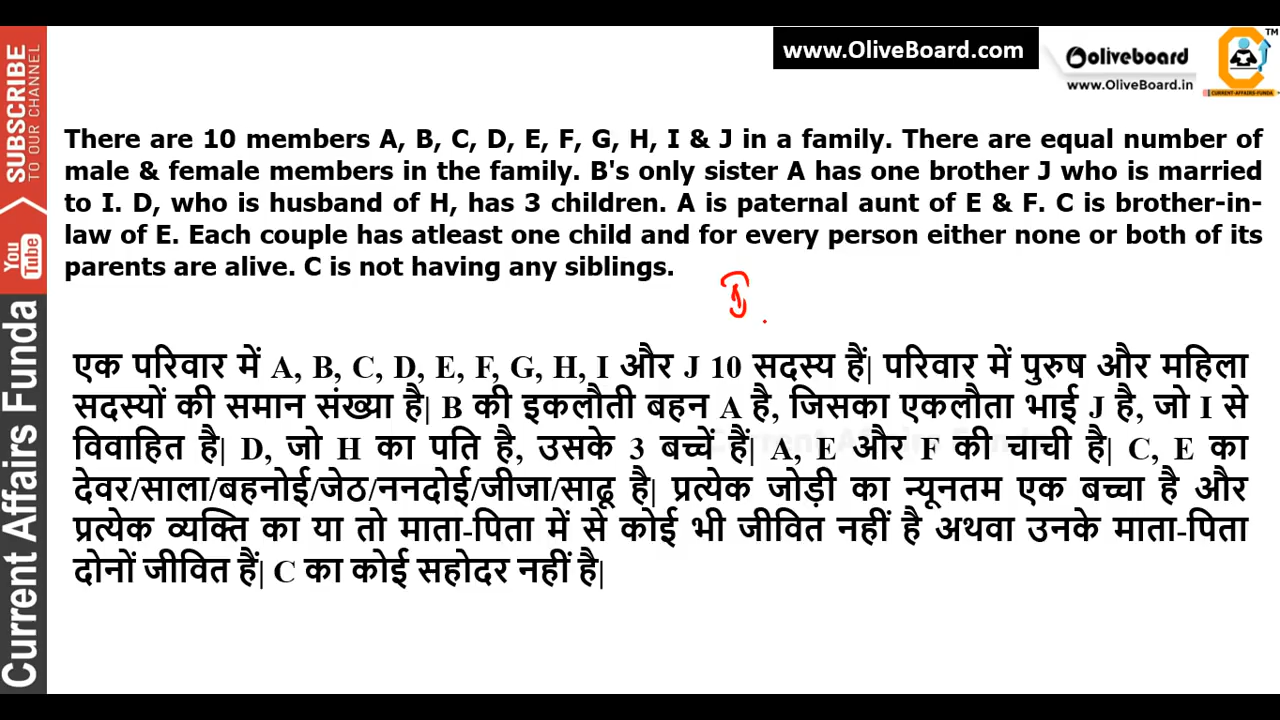 www.OliveBoard.com
oliveboard
www.OliveBoard.in
CURRENT-AFFAIRS-FUNDA
TM
SUBSCRIBE
TO OUR CHANNEL
You
Tube
Current Affairs Funda
There are 10 members A, B, C, D, E, F, G, H, I & J in a family. There are equal number of
male & female members in the family. B's only sister A has one brother J who is married
to I. D, who is husband of H, has 3 children. A is paternal aunt of E & F. C is brother-in-
law of E. Each couple has atleast one child and for every person either none or both of its
parents are alive. C is not having any siblings.
एक परिवार में A, B, C, D, E, F, G, H, I और J 10 सदस्य हैं| परिवार में पुरुष और महिला
सदस्यों की समान संख्या है| B की इकलौती बहन A है, जिसका एकलौता भाई J है, जो I से
विवाहित है| D, जो H का पति है, उसके 3 बच्चें हैं| A, E और F की चाची है| C, E का
देवर/साला/बहनोई/जेठ/ननदोई/जीजा/साढू है| प्रत्येक जोड़ी का न्यूनतम एक बच्चा है और
प्रत्येक व्यक्ति का या तो माता-पिता में से कोई भी जीवित नहीं है अथवा उनके माता-पिता
दोनों जीवित हैं| C का कोई सहोदर नहीं है|